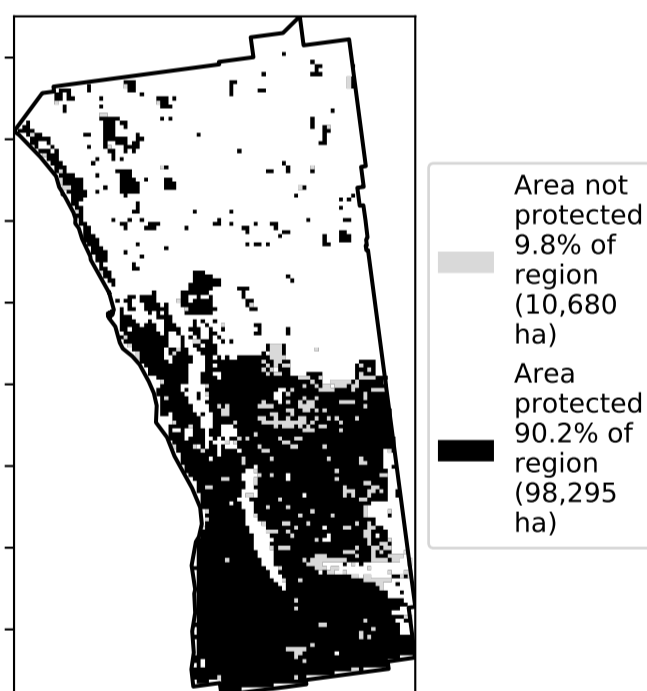 Area not
protected
9.8% of
region
(10,680
ha)
Area
protected
90.2% of
region
(98,295
ha)